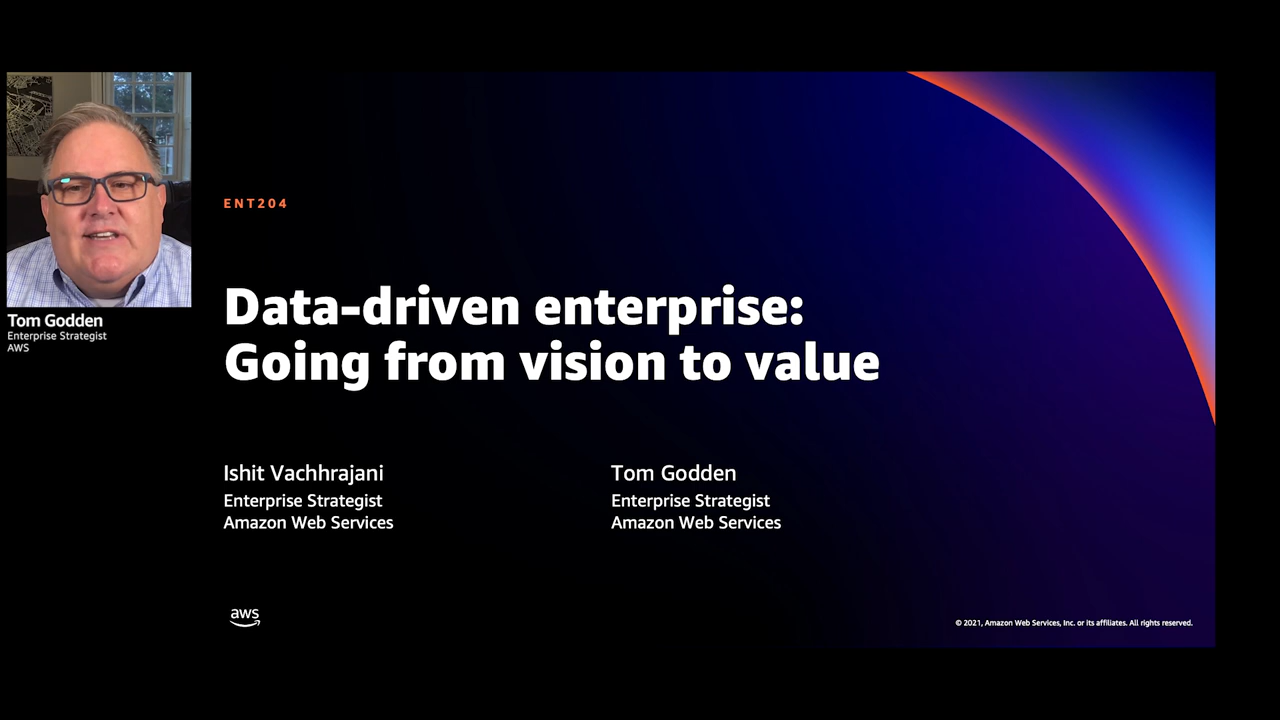 Tom Godden
Enterprise Strategist
AWS
ENT204
Data-driven enterprise:
Going from vision to value
Ishit Vachhrajani
Enterprise Strategist
Amazon Web Services
Tom Godden
Enterprise Strategist
Amazon Web Services
aws
© 2021, Amazon Web Services, Inc. or its affiliates. All rights reserved.